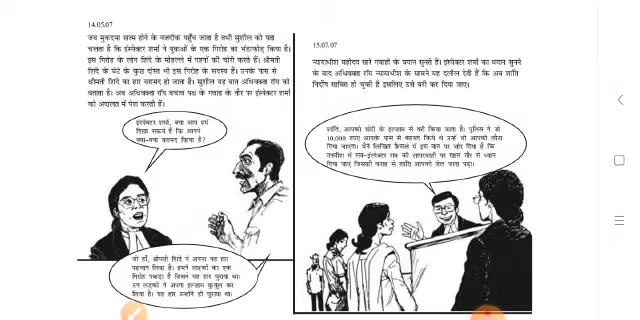 14.05.07
जब मुकदमा खत्म होने के नजदीक पहुँच जाता है तभी सुशील को पता
चलता है कि इंस्पेक्टर शर्मा ने युवाओं के एक गिरोह का भंडाफोड़ किया है।
इस गिरोह के लोग शिंदे के मोहल्ले में गहनों की चोरी करते हैं। श्रीमती
शिंदे के बेटे के कुछ दोस्त भी इस गिरोह के सदस्य हैं। उनके पास से
श्रीमती शिंदे का हार बरामद हो जाता है। सुशील यह बात अधिवक्ता रॉय को
बताता है। अब अधिवक्ता रॉय बचाव पक्ष के गवाह के तौर पर इंस्पेक्टर शर्मा
को अदालत में पेश करती हैं।
इंस्पेक्टर शर्मा, क्या आप हमें
दिखा सकते हैं कि आपने
क्या-क्या बरामद किया है?
जी हाँ, श्रीमती शिंदे ने अपना यह हार
पहचान लिया है। हमने लड़कों का एक
गिरोह पकड़ा है जिसने यह हार चुराया था।
उन लड़कों ने अपना इल्ज़ाम कुबूल कर
लिया है। यह हार उन्होंने ही चुराया था।
15.07.07
न्यायाधीश महोदय सारे गवाहों के बयान सुनते हैं। इंस्पेक्टर शर्मा का बयान सुनने
के बाद अधिवक्ता रॉय न्यायाधीश के सामने यह दलील देती हैं कि अब शांति
निर्दोष साबित हो चुकी है इसलिए उसे बरी कर दिया जाए।
शांति, आपको चोरी के इल्ज़ाम से बरी किया जाता है। पुलिस ने जो
10,000 रुपए आपके पास से बरामद किये थे उन्हें भी आपको लौटा
दिया जाएगा। मैंने लिखित फ़ैसले में इस बात पर ज़ोर दिया है कि
तफ्तीश में सब-इंस्पेक्टर राव की लापरवाही पर खास तौर से ध्यान
दिया जाए जिसकी वजह से शांति आपको जेल जाना पड़ा।